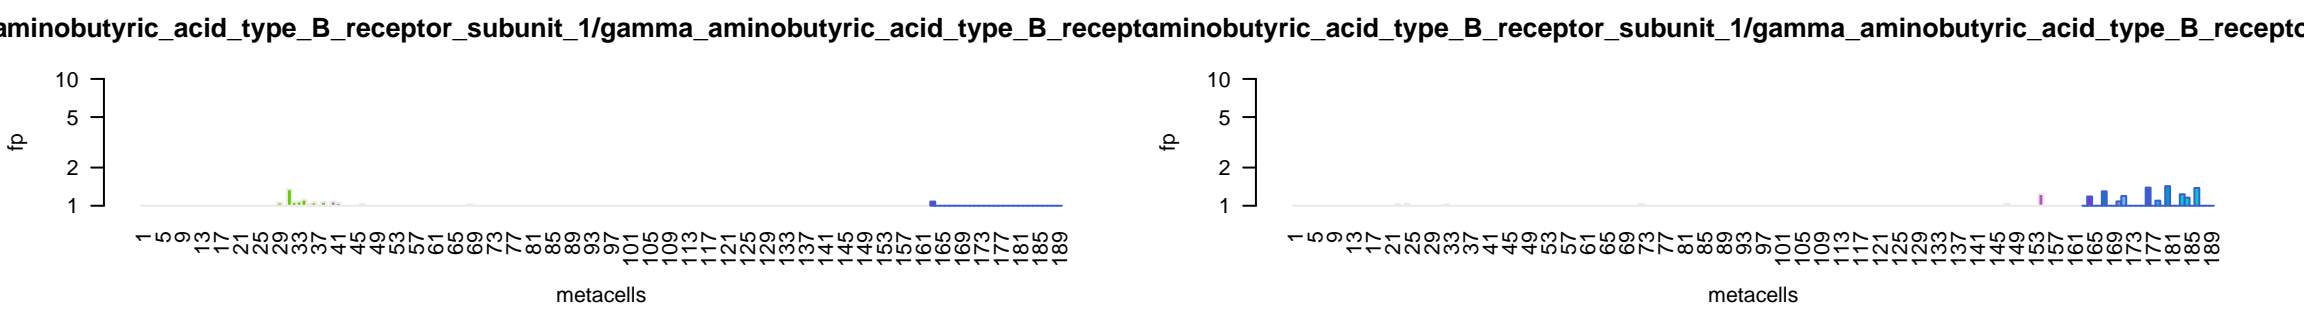 aminobutyric_acid_type_B_receptor_subunit_1/gamma_aminobutyric_acid_type_B_recepto
aminobutyric_acid_type_B_receptor_subunit_1/gamma_aminobutyric_acid_type_B_recepto
fp
10
5
2
1
1 5 9 13 17 21 25 29 33 37 41 45 49 53 57 61 65 69 73 77 81 85 89 93 97 101 105 109 113 117 121 125 129 133 137 141 145 149 153 157 161 165 169 173 177 181 185 189
metacells
fp
10
5
2
1
1 5 9 13 17 21 25 29 33 37 41 45 49 53 57 61 65 69 73 77 81 85 89 93 97 101 105 109 113 117 121 125 129 133 137 141 145 149 153 157 161 165 169 173 177 181 185 189
metacells